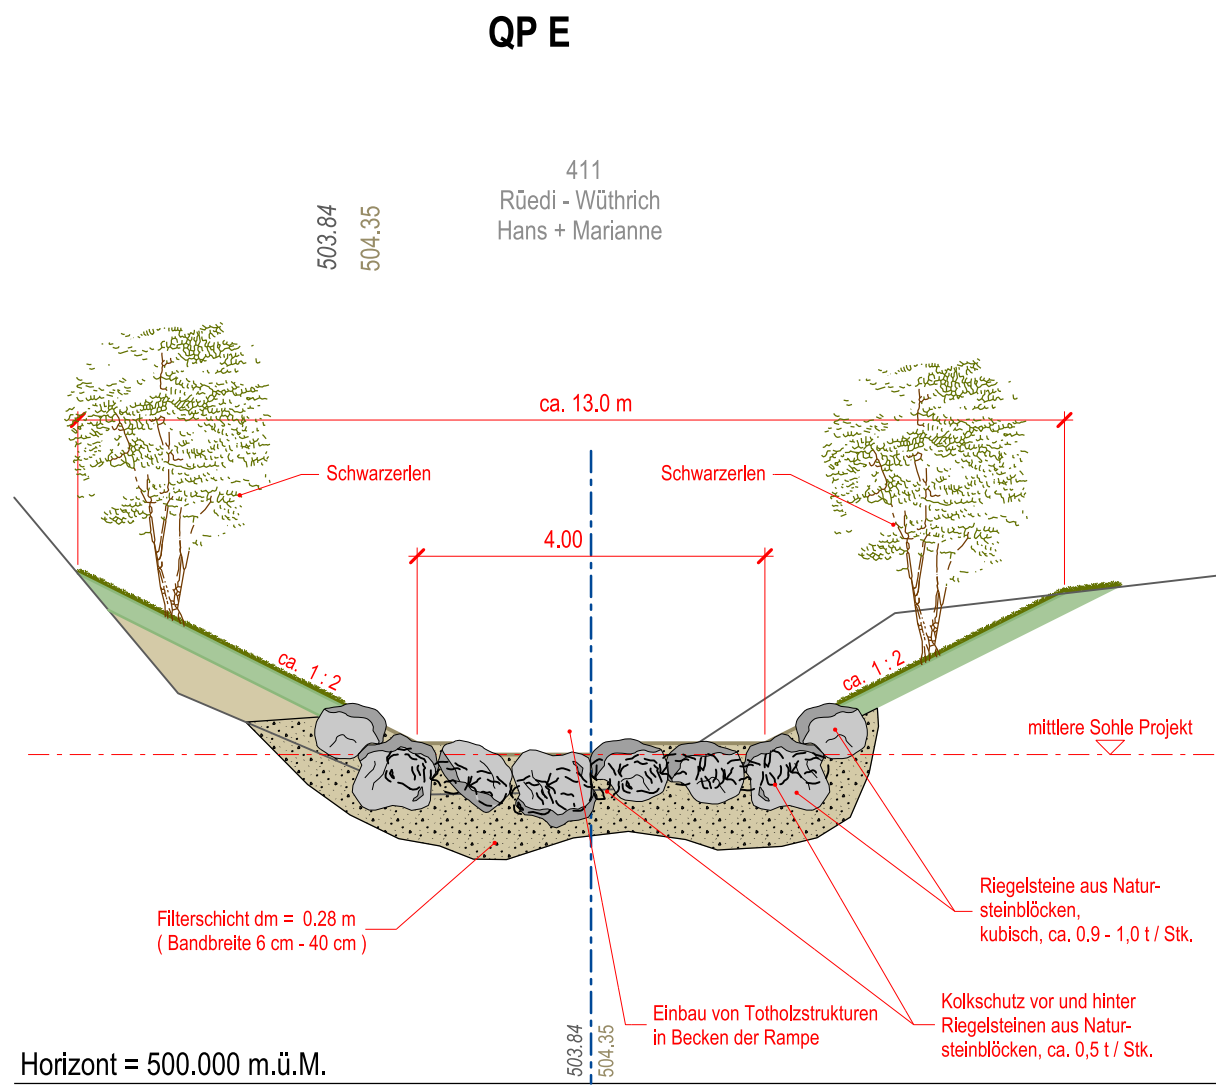 QP E
411
Rüedi - Wüthrich
Hans + Marianne
503.84
504.35
ca. 13.0 m
Schwarzerlen
Schwarzerlen
4.00
ca. 1 : 2
ca. 1 : 2
mittlere Sohle Projekt
Riegelsteine aus Natur-
steinblöcken,
kubisch, ca. 0.9 - 1,0 t / Stk.
Filterschicht dm = 0.28 m
( Bandbreite 6 cm - 40 cm )
Einbau von Totholzstrukturen
in Becken der Rampe
Kolkschutz vor und hinter
Riegelsteinen aus Natur-
steinblöcken, ca. 0,5 t / Stk.
503.84
504.35
Horizont = 500.000 m.ü.M.